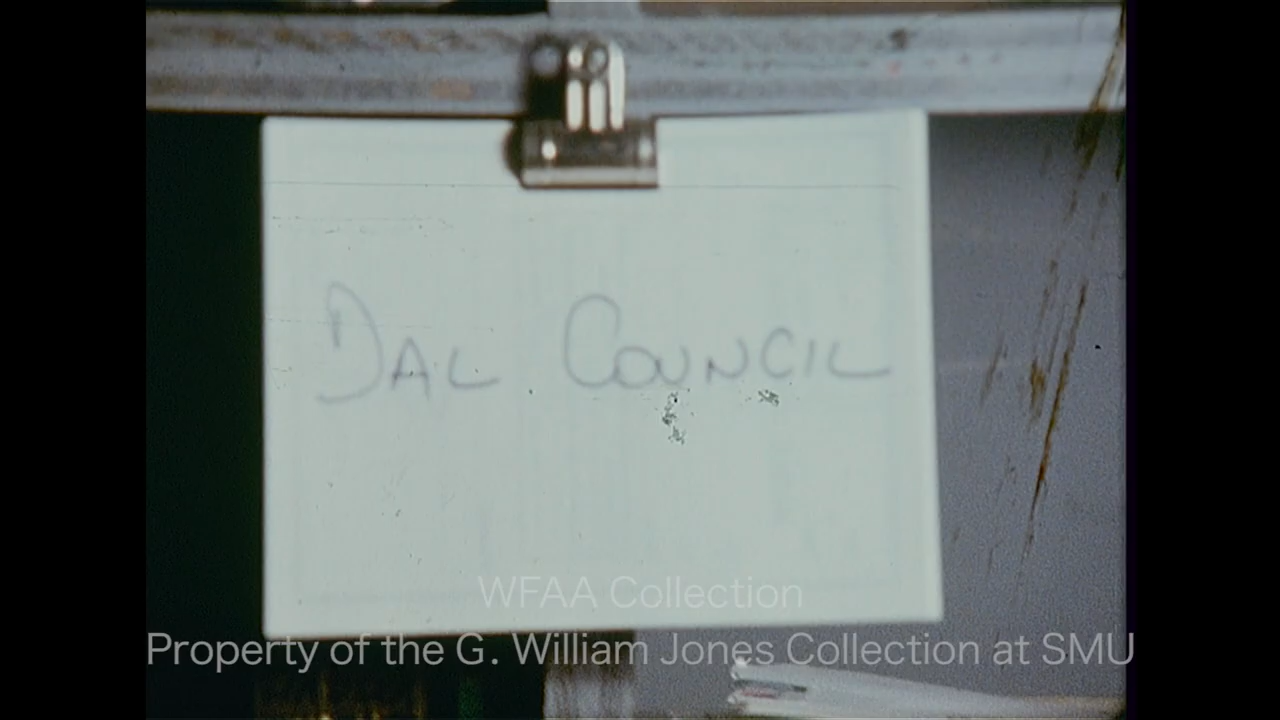 DAL COUNCIL
WFAA Collection
Property of the G. William Jones Collection at SMU